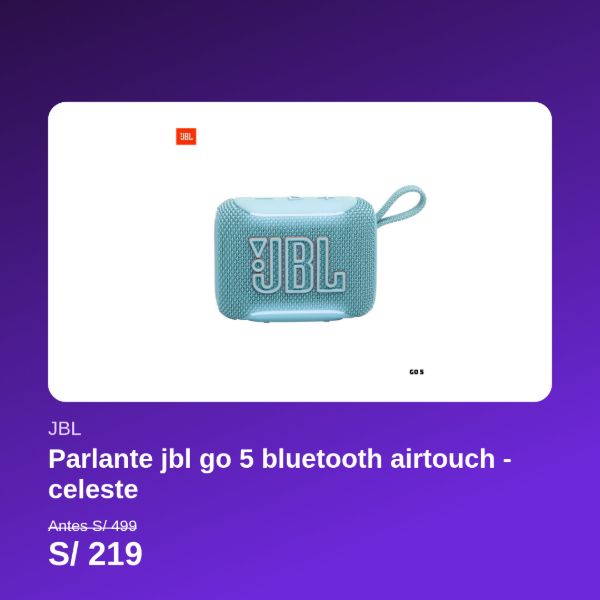 JBL
JBL
GO 5
JBL
Parlante jbl go 5 bluetooth airtouch -
celeste
Antes S/ 499
S/ 219